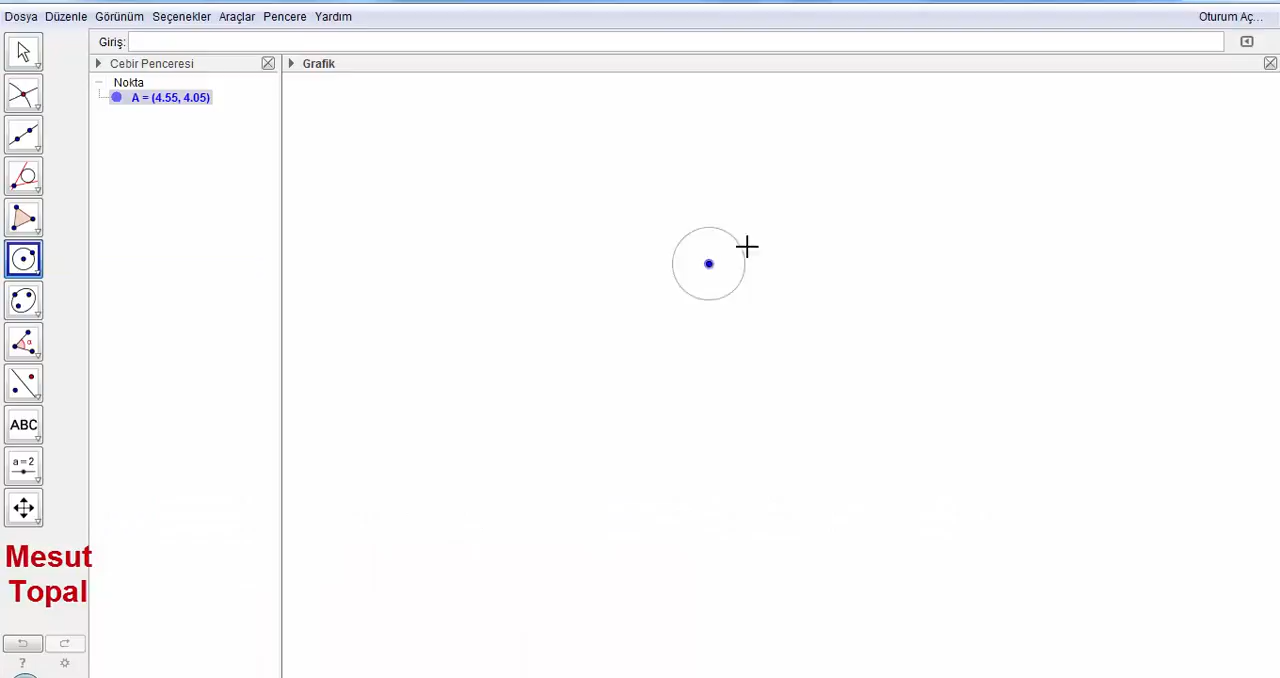 Dosya Düzenle Görünüm Seçenekler Araçlar Pencere Yardım Oturum Aç...
Giriş:
Cebir Penceresi
Grafik
Nokta
A = (4.55, 4.05)
α
ABC
a = 2
Mesut
Topal
?